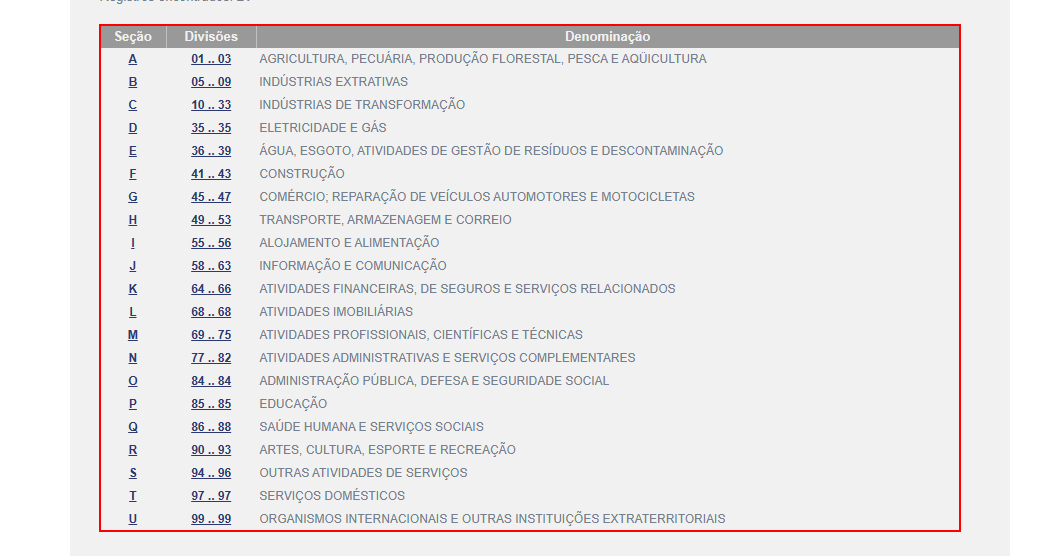 Registros encontrados: 21
Seção Divisões Denominação
A 01 .. 03 AGRICULTURA, PECUÁRIA, PRODUÇÃO FLORESTAL, PESCA E AQÜICULTURA
B 05 .. 09 INDÚSTRIAS EXTRATIVAS
C 10 .. 33 INDÚSTRIAS DE TRANSFORMAÇÃO
D 35 .. 35 ELETRICIDADE E GÁS
E 36 .. 39 ÁGUA, ESGOTO, ATIVIDADES DE GESTÃO DE RESÍDUOS E DESCONTAMINAÇÃO
F 41 .. 43 CONSTRUÇÃO
G 45 .. 47 COMÉRCIO; REPARAÇÃO DE VEÍCULOS AUTOMOTORES E MOTOCICLETAS
H 49 .. 53 TRANSPORTE, ARMAZENAGEM E CORREIO
I 55 .. 56 ALOJAMENTO E ALIMENTAÇÃO
J 58 .. 63 INFORMAÇÃO E COMUNICAÇÃO
K 64 .. 66 ATIVIDADES FINANCEIRAS, DE SEGUROS E SERVIÇOS RELACIONADOS
L 68 .. 68 ATIVIDADES IMOBILIÁRIAS
M 69 .. 75 ATIVIDADES PROFISSIONAIS, CIENTÍFICAS E TÉCNICAS
N 77 .. 82 ATIVIDADES ADMINISTRATIVAS E SERVIÇOS COMPLEMENTARES
O 84 .. 84 ADMINISTRAÇÃO PÚBLICA, DEFESA E SEGURIDADE SOCIAL
P 85 .. 85 EDUCAÇÃO
Q 86 .. 88 SAÚDE HUMANA E SERVIÇOS SOCIAIS
R 90 .. 93 ARTES, CULTURA, ESPORTE E RECREAÇÃO
S 94 .. 96 OUTRAS ATIVIDADES DE SERVIÇOS
T 97 .. 97 SERVIÇOS DOMÉSTICOS
U 99 .. 99 ORGANISMOS INTERNACIONAIS E OUTRAS INSTITUIÇÕES EXTRATERRITORIAIS